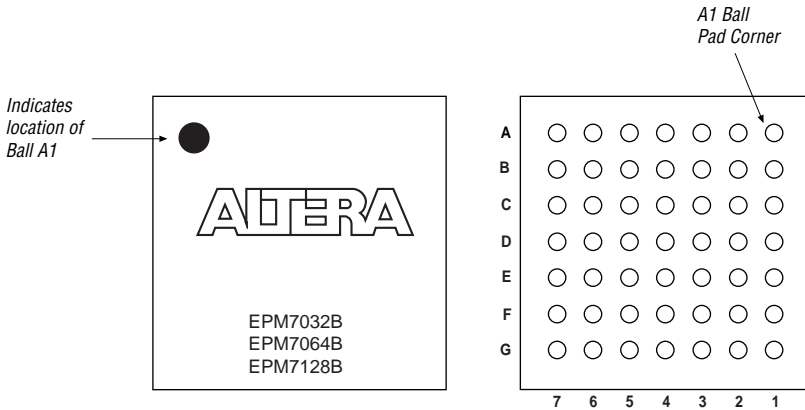 A1 Ball
Pad Corner
Indicates
location of
Ball A1
ALTERA
EPM7032B
EPM7064B
EPM7128B
A
B
C
D
E
F
G
7 6 5 4 3 2 1